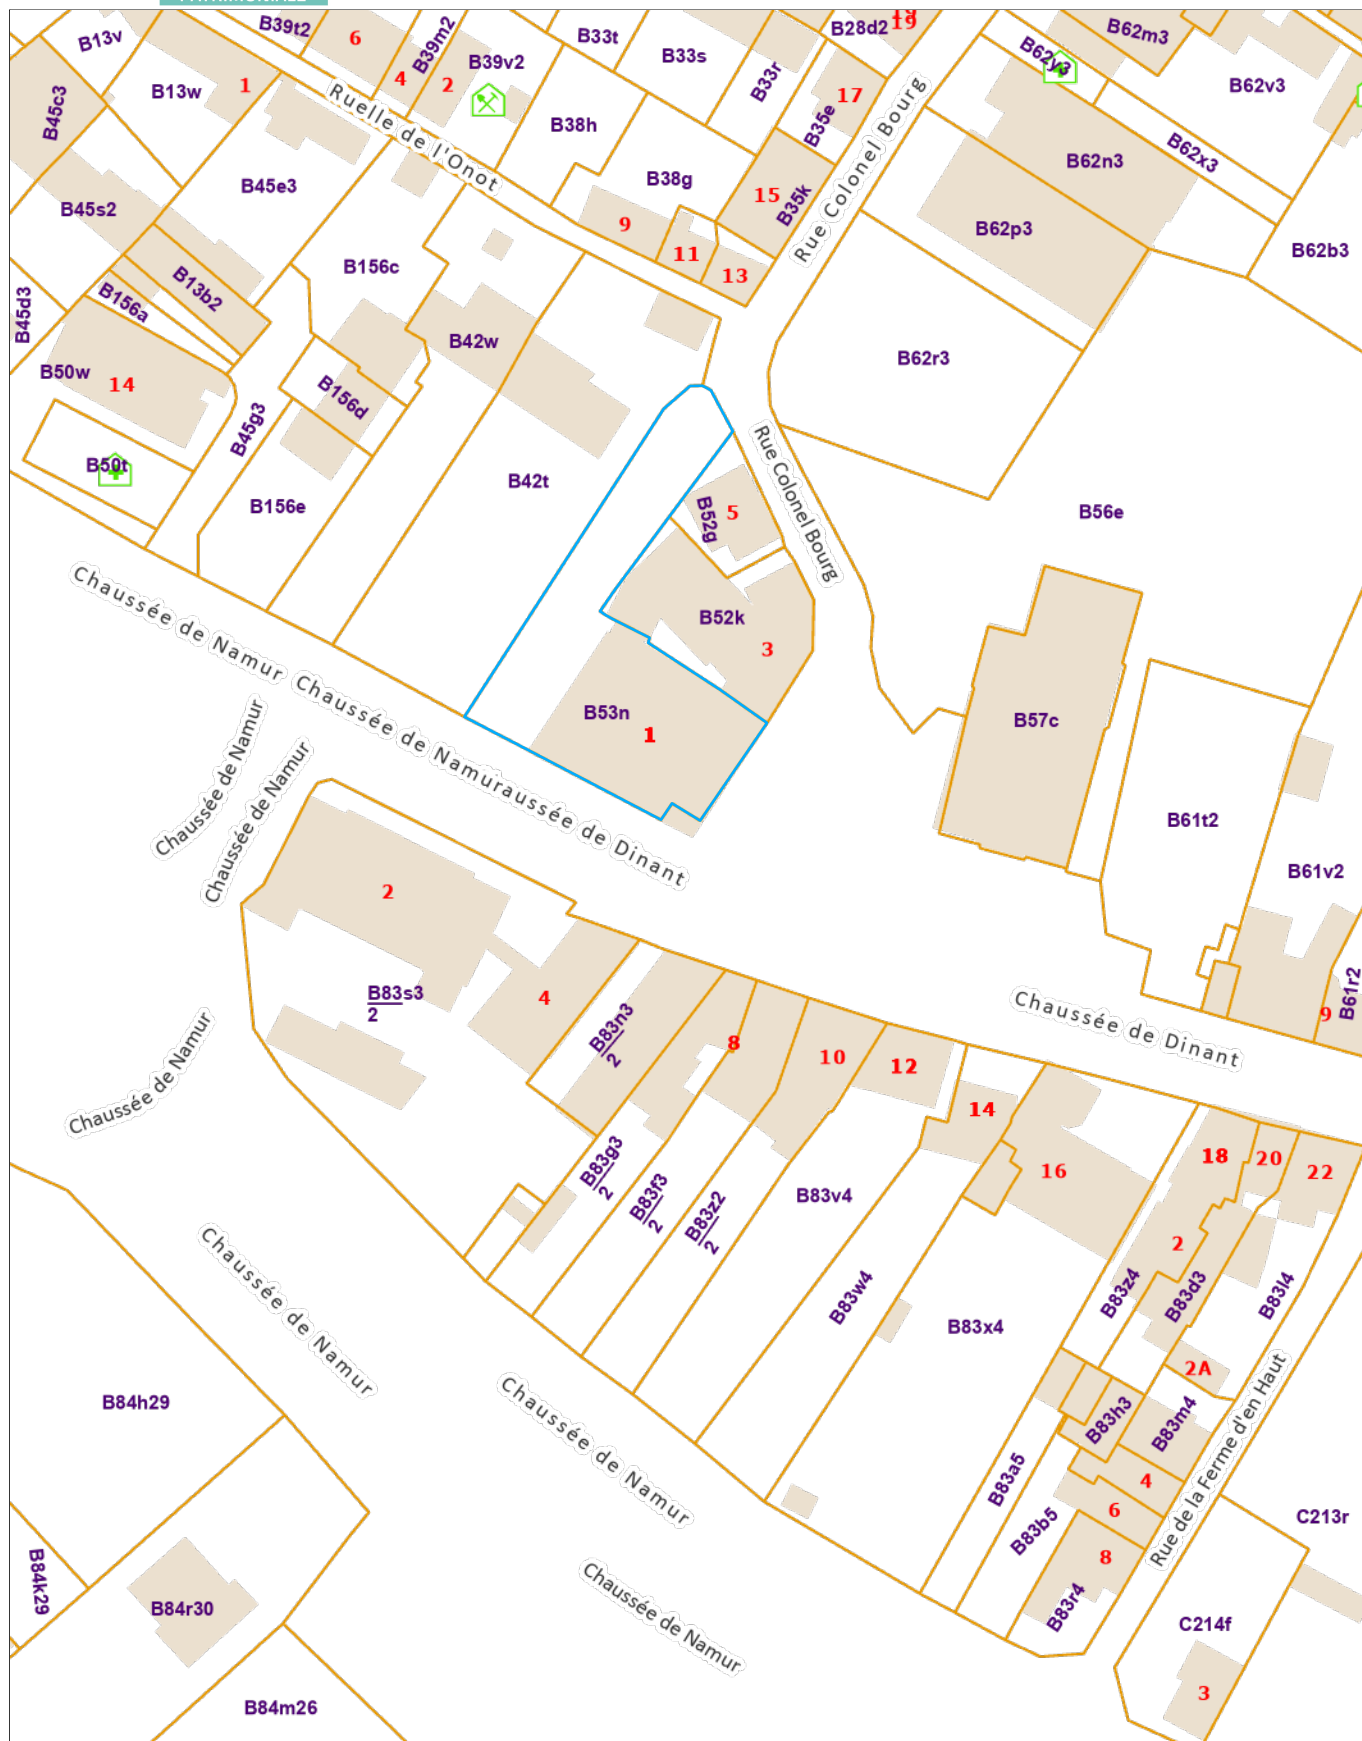 B13v
B39t2
6
B39m2
B33t
B33s
B28d2
19
B62m3
B62y3
B62v3
B45c3
B13w
1
4
2
B39v2
B33r
17
B35e
Rue Colonel Bourg
Ruelle de l'Onot
B38h
B62n3
B62x3
B45e3
B38g
15
B35k
B45s2
9
11
13
B62p3
B62b3
B156c
B13b2
B156a
B45d3
B42w
B62r3
B50w
14
B156d
B45g3
B50t
B42t
B156e
B52g
5
Rue Colonel Bourg
B56e
Chaussée de Namur
B52k
3
Chaussée de Namuraussée de Dinant
Chaussée de Namur
Chaussée de Namur
B53n
1
B57c
B61t2
B61v2
2
B83s3
2
4
B83n3
2
8
10
12
Chaussée de Dinant
9
B61r2
Chaussée de Namur
14
16
18
20
22
B83g3
2
B83f3
2
B83z2
2
B83v4
B83w4
B83x4
2
B83z4
B83d3
B83l4
2A
Chaussée de Namur
B84h29
Chaussée de Namur
B83h3
B83m4
Rue de la Ferme d'en Haut
B83a5
4
6
B83b5
8
B83r4
C213r
B84k29
B84r30
Chaussée de Namur
C214f
3
B84m26